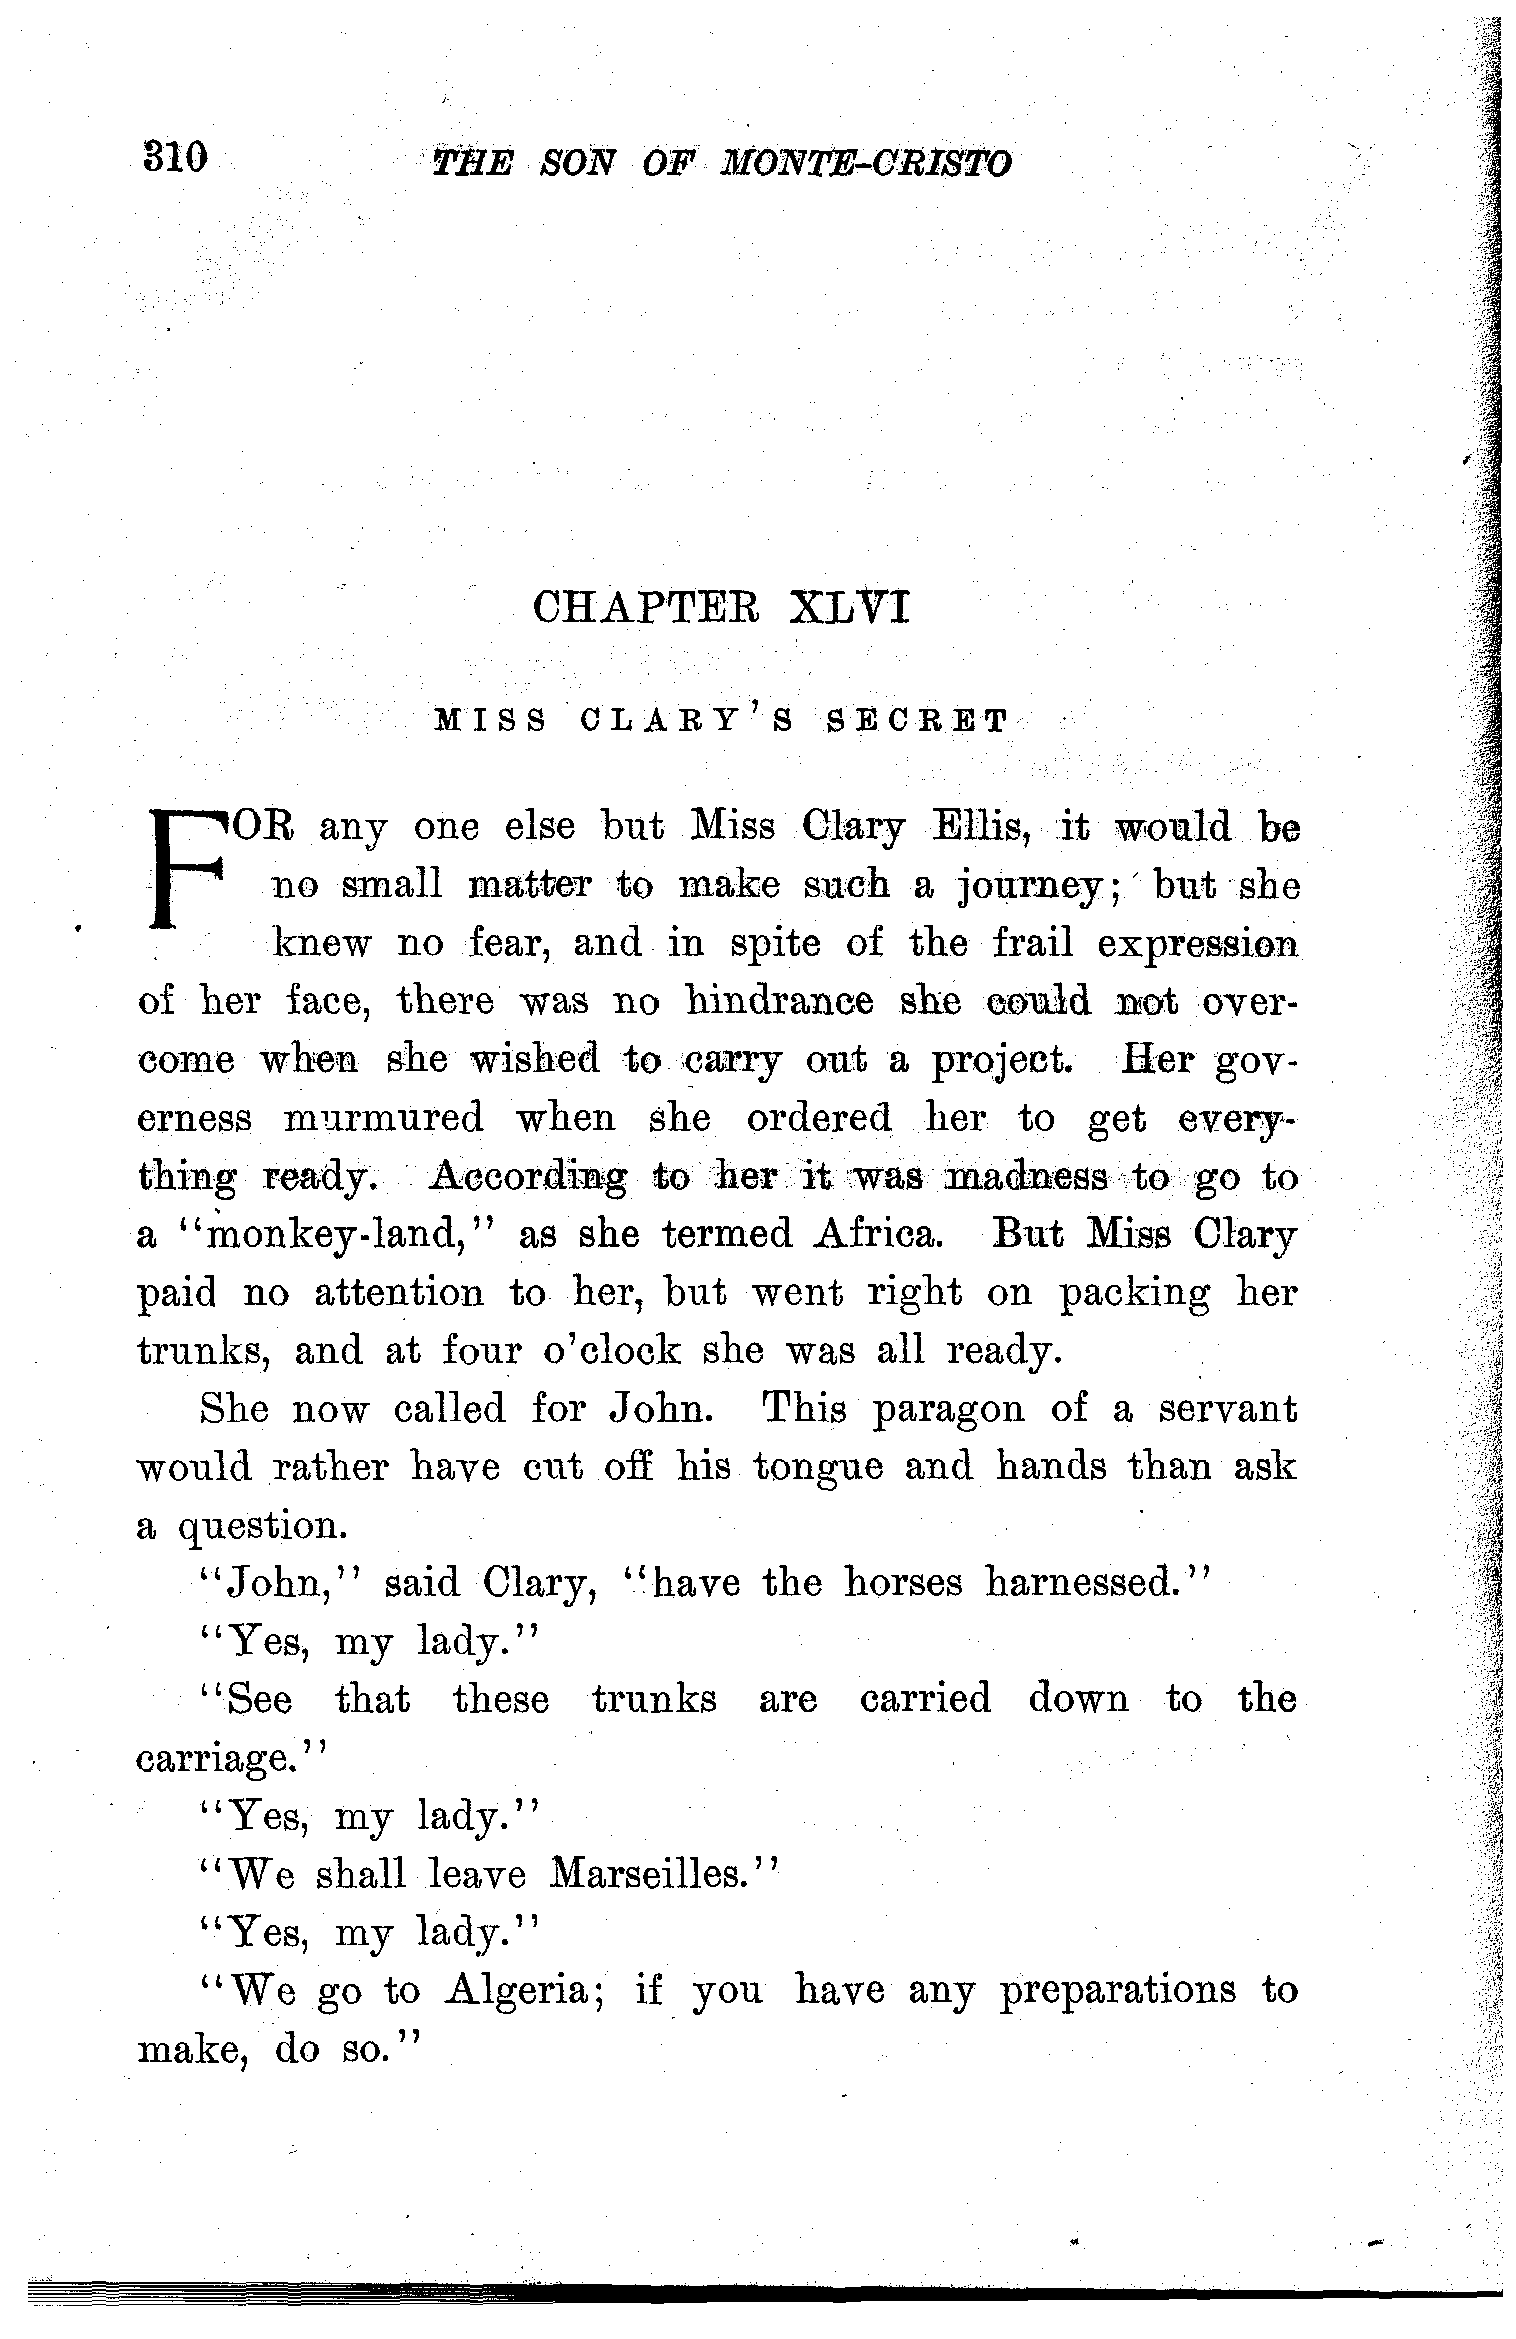 310 THE SON OF MONTE-CRISTO
CHAPTER XLVI
MISS CLARY'S SECRET
FOR any one else but Miss Clary Ellis, it would be
no small matter to make such a journey; but she
knew no fear, and in spite of the frail expression
of her face, there was no hindrance she could not over-
come when she wished to carry out a project. Her gov-
erness murmured when she ordered her to get every-
thing ready. According to her it was madness to go to
a "monkey-land," as she termed Africa. But Miss Clary
paid no attention to her, but went right on packing her
trunks, and at four o'clock she was all ready.
She now called for John. This paragon of a servant
would rather have cut off his tongue and hands than ask
a question.
"John," said Clary, "have the horses harnessed."
"Yes, my lady."
"See that these trunks are carried down to the
carriage."
"Yes, my lady."
"We shall leave Marseilles."
"Yes, my lady."
"We go to Algeria; if you have any preparations to
make, do so."